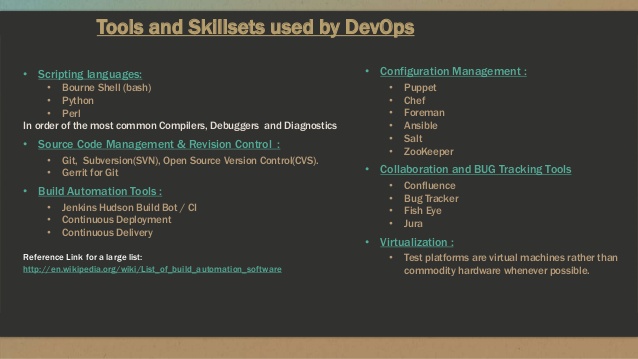 Tools and Skillsets used by DevOps
• Scripting languages:
• Bourne Shell (bash)
• Python
• Perl
In order of the most common Compilers, Debuggers and Diagnostics
• Source Code Management & Revision Control :
• Git, Subversion(SVN), Open Source Version Control(CVS).
• Gerrit for Git
• Build Automation Tools :
• Jenkins Hudson Build Bot / CI
• Continuous Deployment
• Continuous Delivery
Reference Link for a large list:
http://en.wikipedia.org/wiki/List_of_build_automation_software
• Configuration Management :
• Puppet
• Chef
• Foreman
• Ansible
• Salt
• ZooKeeper
• Collaboration and BUG Tracking Tools
• Confluence
• Bug Tracker
• Fish Eye
• Jura
• Virtualization :
• Test platforms are virtual machines rather than
commodity hardware whenever possible.